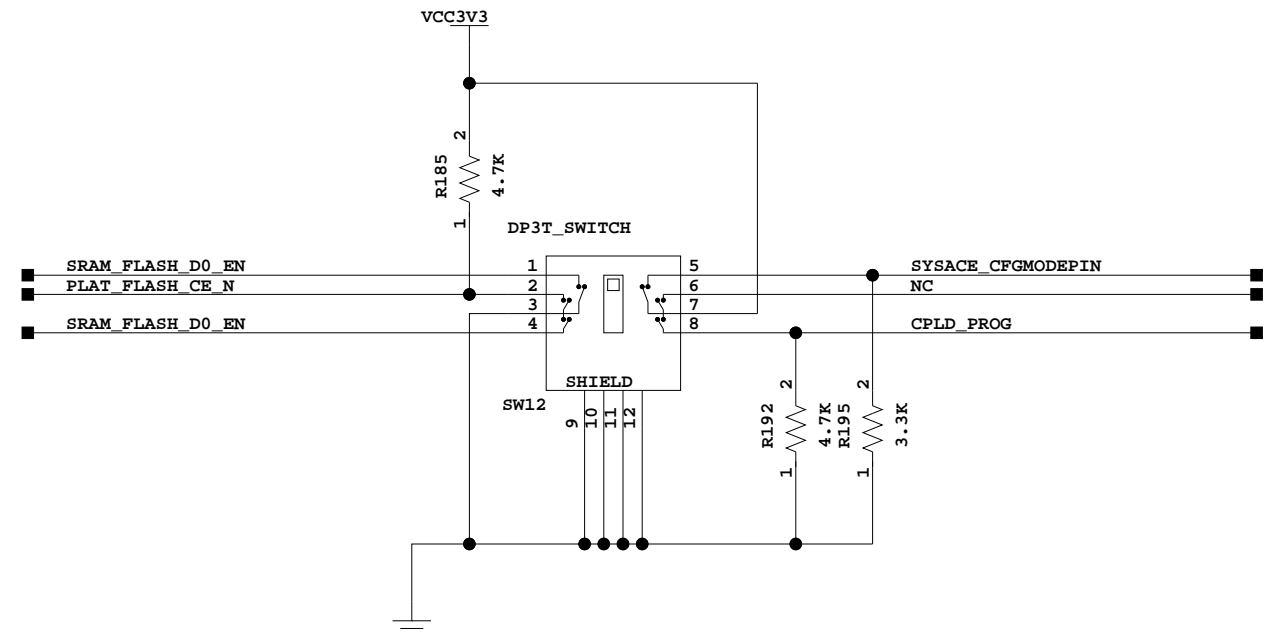 VCC3V3
2
R185
4.7K
1
DP3T_SWITCH
SRAM_FLASH_D0_EN
1
5
SYSACE_CFGMODEPIN
PLAT_FLASH_CE_N
2
6
NC
3
7
SRAM_FLASH_D0_EN
4
8
CPLD_PROG
SHIELD
SW12
9
10
11
12
2
R192
4.7K
1
2
R195
3.3K
1